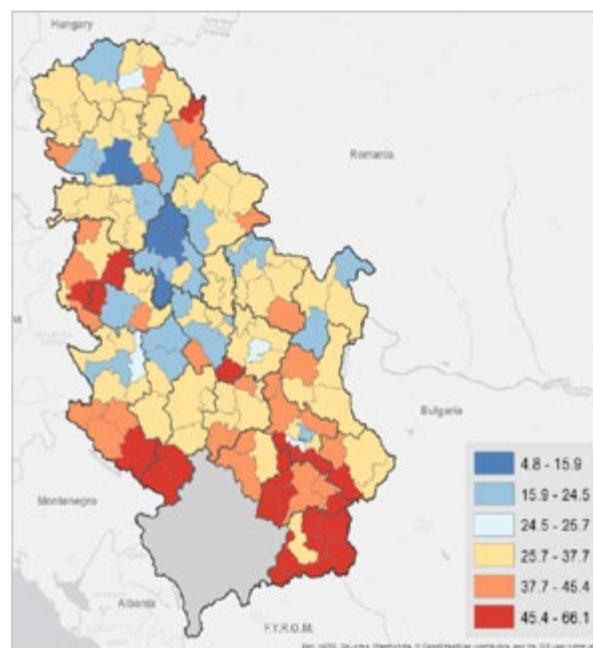 Hungary
Romania
Bulgaria
Montenegro
Albania
F.Y.R.O.M.
4.8 - 15.9
15.9 - 24.5
24.5 - 25.7
25.7 - 37.7
37.7 - 45.4
45.4 - 66.1